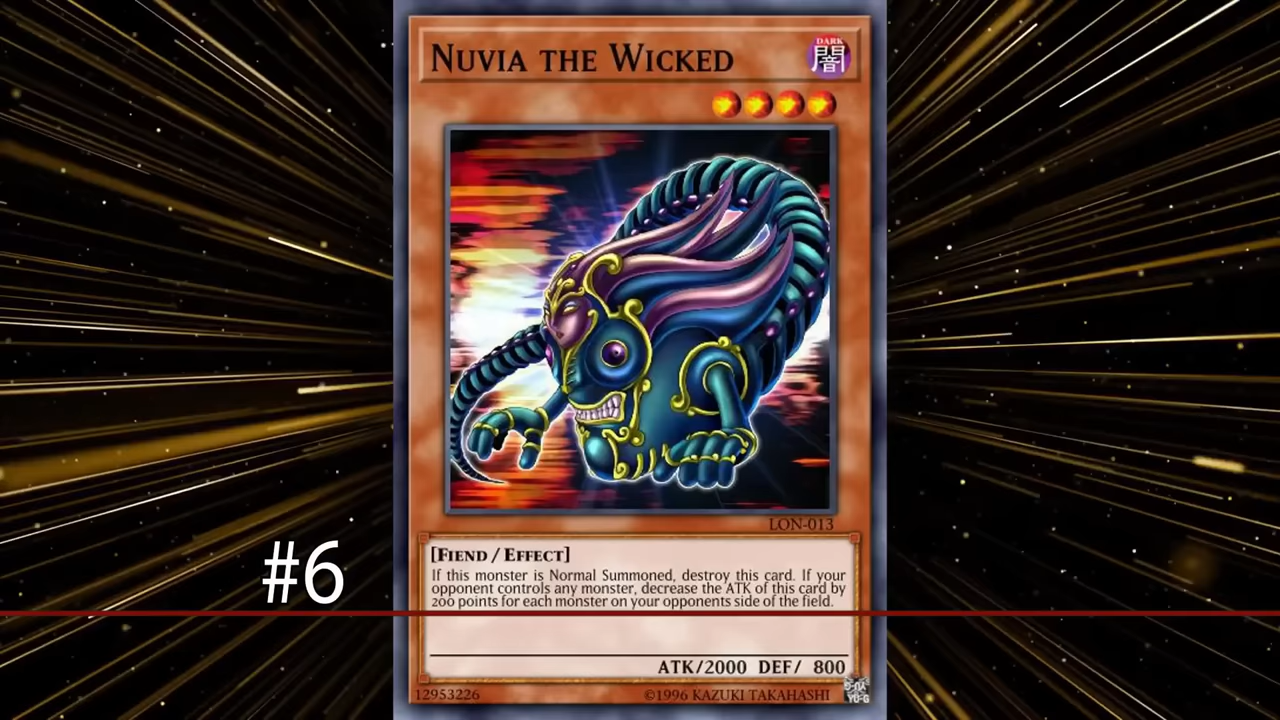 NUVIA THE WICKED
DARK
闇
LON-013
[FIEND / EFFECT]
If this monster is Normal Summoned, destroy this card. If your
opponent controls any monster, decrease the ATK of this card by
200 points for each monster on your opponents side of the field.
#6
ATK/2000 DEF/ 800
12953226
©1996 KAZUKI TAKAHASHI